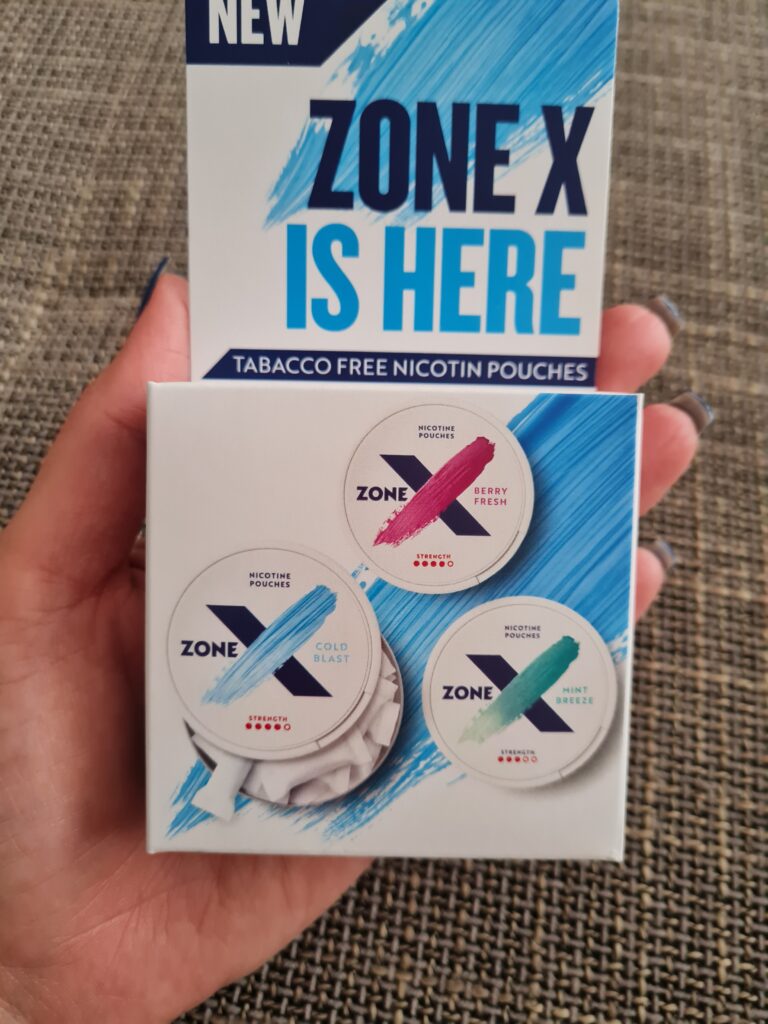 NEW
ZONE X
IS HERE
TABACCO FREE NICOTIN POUCHES
NICOTINE
POUCHES
ZONE X
BERRY
FRESH
STRENGTH
NICOTINE
POUCHES
ZONE X
COLD
BLAST
STRENGTH
NICOTINE
POUCHES
ZONE X
MINT
BREEZE
STRENGTH